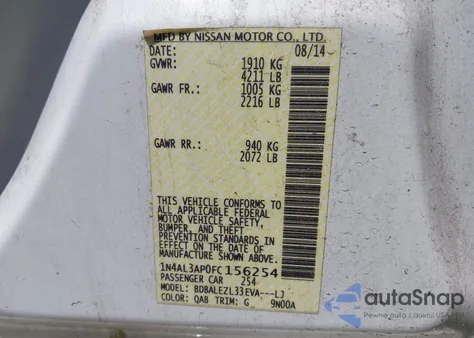 MFD BY NISSAN MOTOR CO., LTD.
DATE: 08/14
GVWR: 1910 KG
4211 LB
GAWR FR.: 1005 KG
2216 LB
GAWR RR.: 940 KG
2072 LB
THIS VEHICLE CONFORMS TO
ALL APPLICABLE FEDERAL
MOTOR VEHICLE SAFETY,
BUMPER, AND THEFT
PREVENTION STANDARDS IN
EFFECT ON THE DATE OF
MANUFACTURE SHOWN ABOVE.
1N4AL3AP0FC156254
PASSENGER CAR 254
MODEL: BDBALEZL33EVA---LJ
COLOR: QAB TRIM: G 9N00A
autoSnap